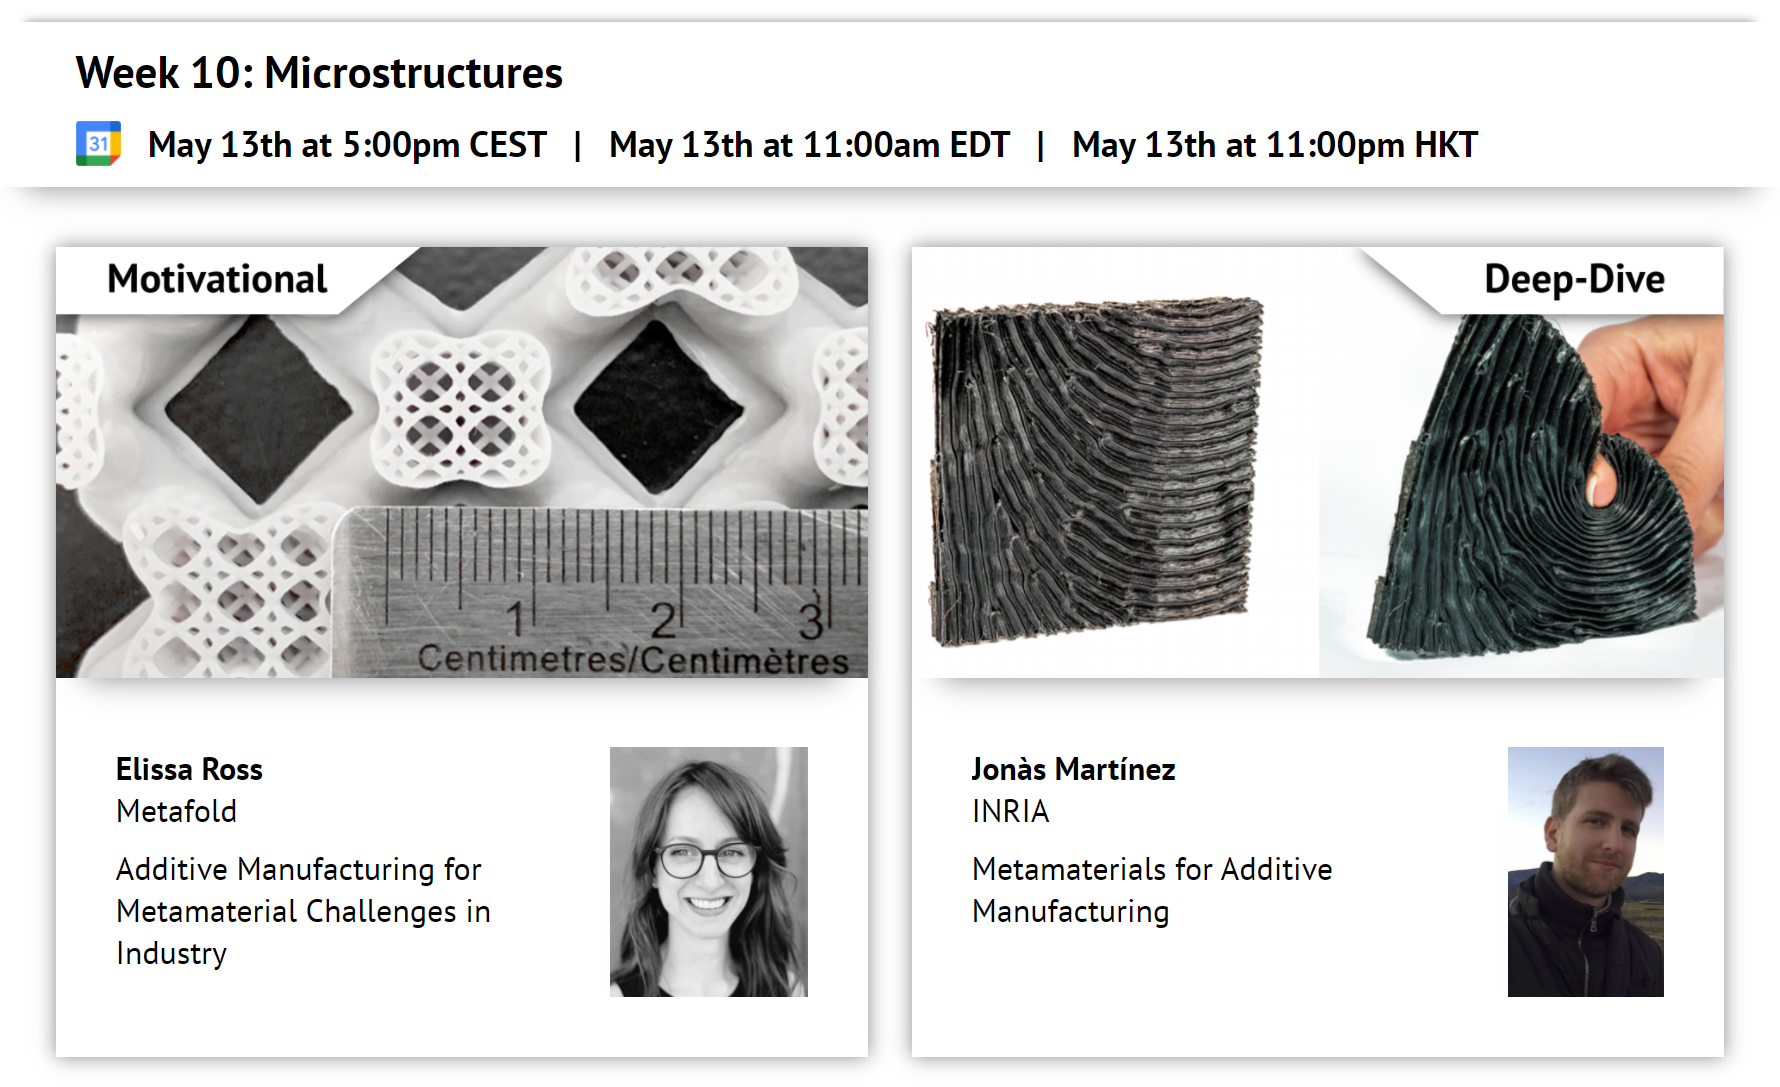 Week 10: Microstructures
31 May 13th at 5:00pm CEST | May 13th at 11:00am EDT | May 13th at 11:00pm HKT
Motivational
1 2 3
Centimetres/Centimètres
Elissa Ross
Metafold
Additive Manufacturing for
Metamaterial Challenges in
Industry
Deep-Dive
Jonàs Martínez
INRIA
Metamaterials for Additive
Manufacturing